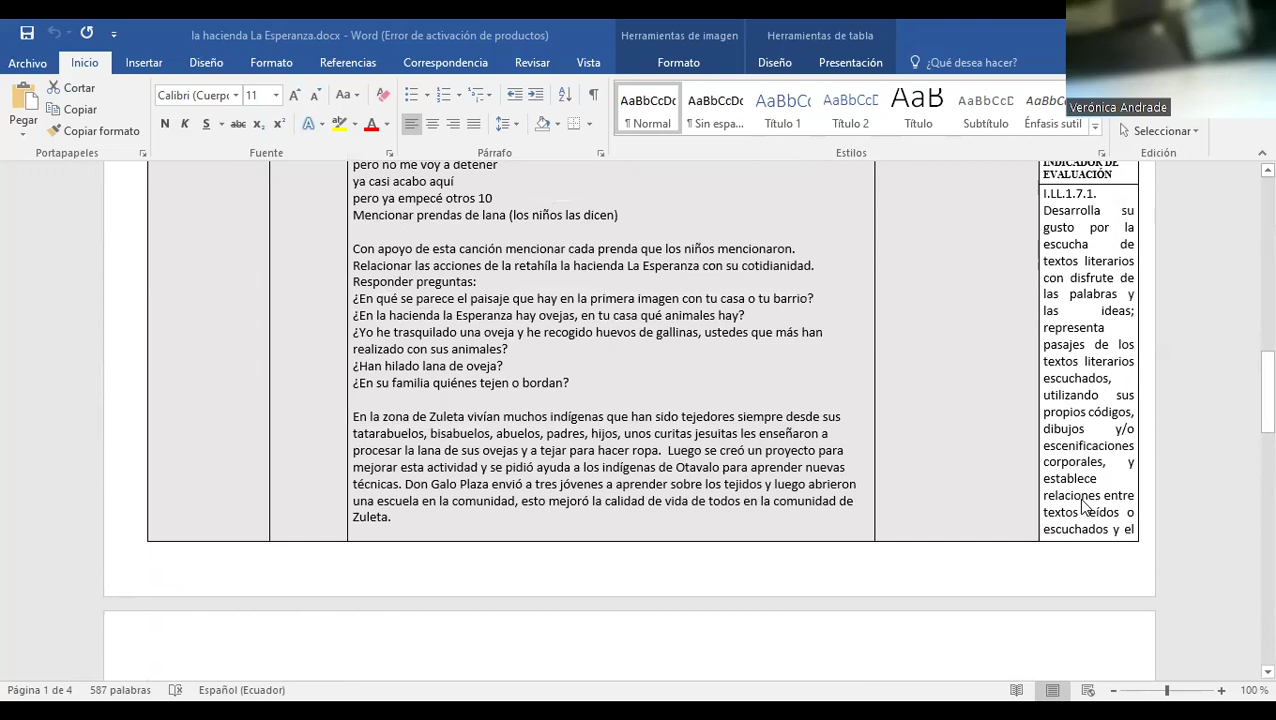 la hacienda La Esperanza.docx - Word (Error de activación de productos)
Herramientas de imagen
Herramientas de tabla
Archivo
Inicio
Insertar
Diseño
Formato
Referencias
Correspondencia
Revisar
Vista
Formato
Diseño
Presentación
¿Qué desea hacer?
Verónica Andrade
Pegar
Cortar
Copiar
Copiar formato
Portapapeles
Calibri (Cuerpo
11
Aa
N K S abc x₂ x²
Fuente
Párrafo
AaBbCcDc
¶ Normal
AaBbCcDc
¶ Sin espa...
AaBbCc
Título 1
AaBbCcD
Título 2
AaB
Título
AaBbCcD
Subtítulo
Énfasis sutil
Estilos
Seleccionar
Edición
pero no me voy a detener
ya casi acabo aquí
pero ya empecé otros 10
Mencionar prendas de lana (los niños las dicen)
Con apoyo de esta canción mencionar cada prenda que los niños mencionaron.
Relacionar las acciones de la retahíla la hacienda La Esperanza con su cotidianidad.
Responder preguntas:
¿En qué se parece el paisaje que hay en la primera imagen con tu casa o tu barrio?
¿En la hacienda la Esperanza hay ovejas, en tu casa qué animales hay?
¿Yo he trasquilado una oveja y he recogido huevos de gallinas, ustedes que más han
realizado con sus animales?
¿Han hilado lana de oveja?
¿En su familia quiénes tejen o bordan?
En la zona de Zuleta vivían muchos indígenas que han sido tejedores siempre desde sus
tatarabuelos, bisabuelos, abuelos, padres, hijos, unos curitas jesuitas les enseñaron a
procesar la lana de sus ovejas y a tejar para hacer ropa. Luego se creó un proyecto para
mejorar esta actividad y se pidió ayuda a los indígenas de Otavalo para aprender nuevas
técnicas. Don Galo Plaza envió a tres jóvenes a aprender sobre los tejidos y luego abrieron
una escuela en la comunidad, esto mejoró la calidad de vida de todos en la comunidad de
Zuleta.
INDICADOR DE
EVALUACIÓN
I.LL.1.7.1.
Desarrolla su
gusto por la
escucha de
textos literarios
con disfrute de
las palabras y
las ideas;
representa
pasajes de los
textos literarios
escuchados,
utilizando sus
propios códigos,
dibujos y/o
escenificaciones
corporales, y
establece
relaciones entre
textos leídos o
escuchados y el
Página 1 de 4
587 palabras
Español (Ecuador)
100 %